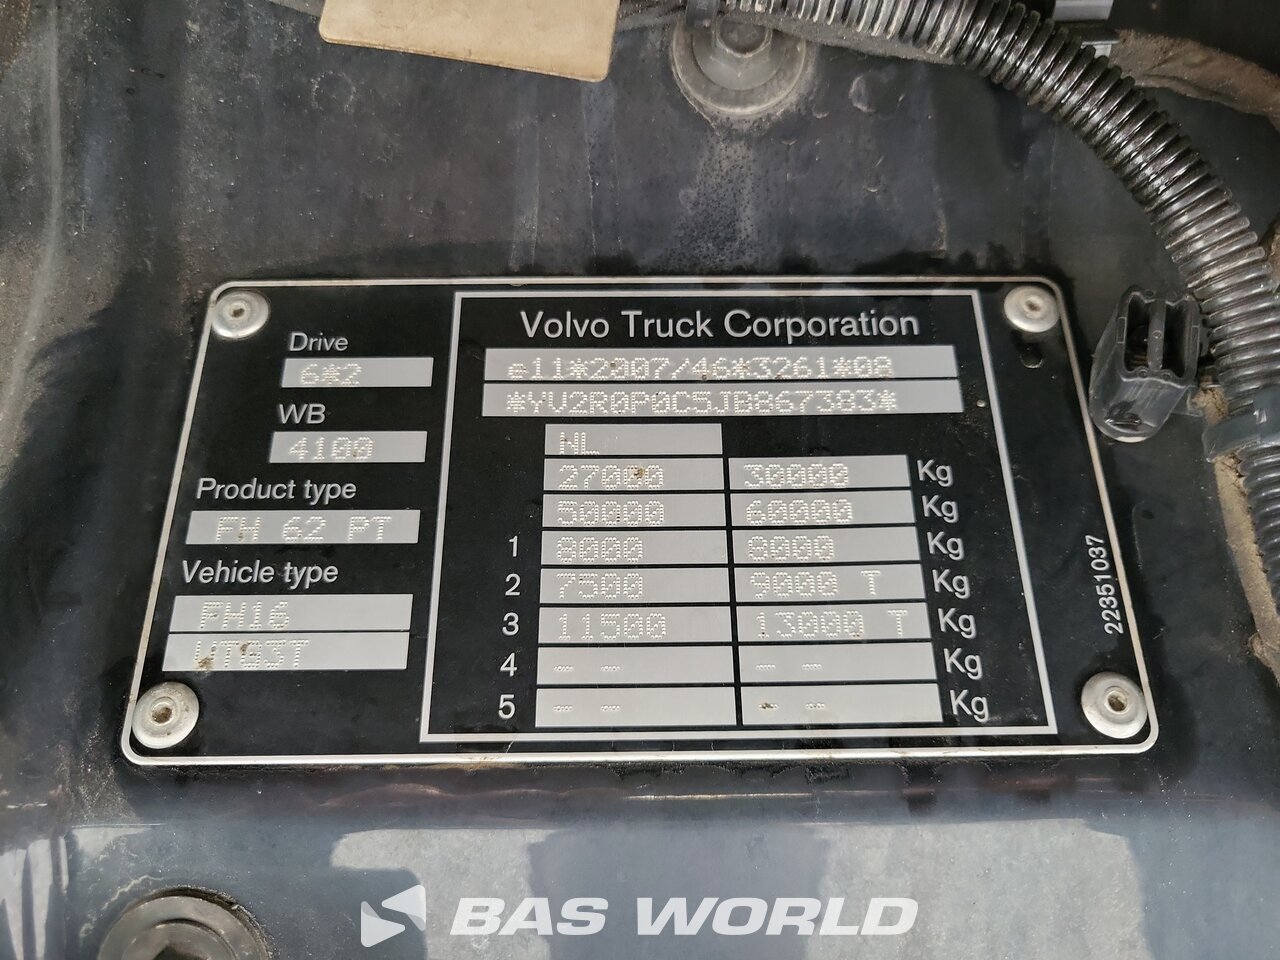 Volvo Truck Corporation
Drive
6*2
WB
4100
Product type
FH 62 PT
Vehicle type
FH16
VTG3T
e11*2007/46*3261*08
*YV2R0P0C5JB867383*
NL
27000 30000 Kg
50000 60000 Kg
1 8000 8000 Kg
2 7500 9000 T Kg
3 11500 13000 T Kg
4 -- -- -- -- Kg
5 -- -- -- -- Kg
22351037
BAS WORLD